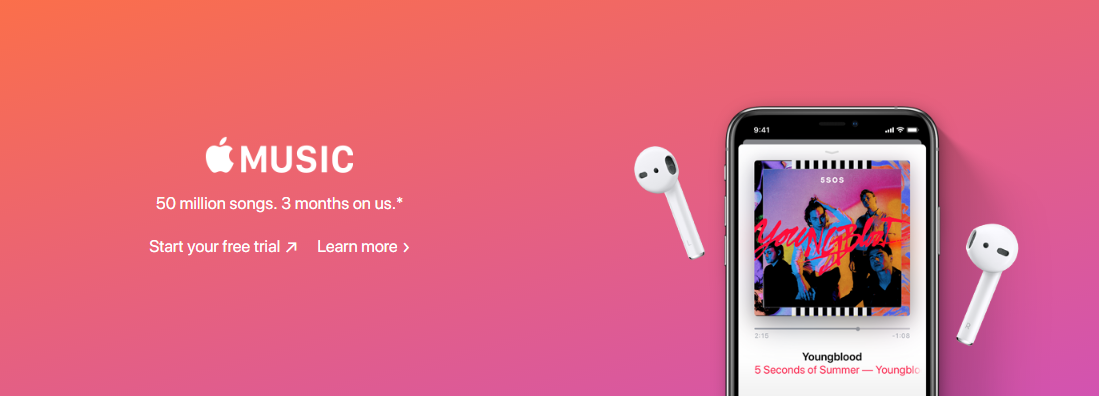 MUSIC
50 million songs. 3 months on us.*
Start your free trial ↗ Learn more ›
9:41
5SOS
Youngblood
2:15 -1:08
Youngblood
5 Seconds of Summer — Youngblo